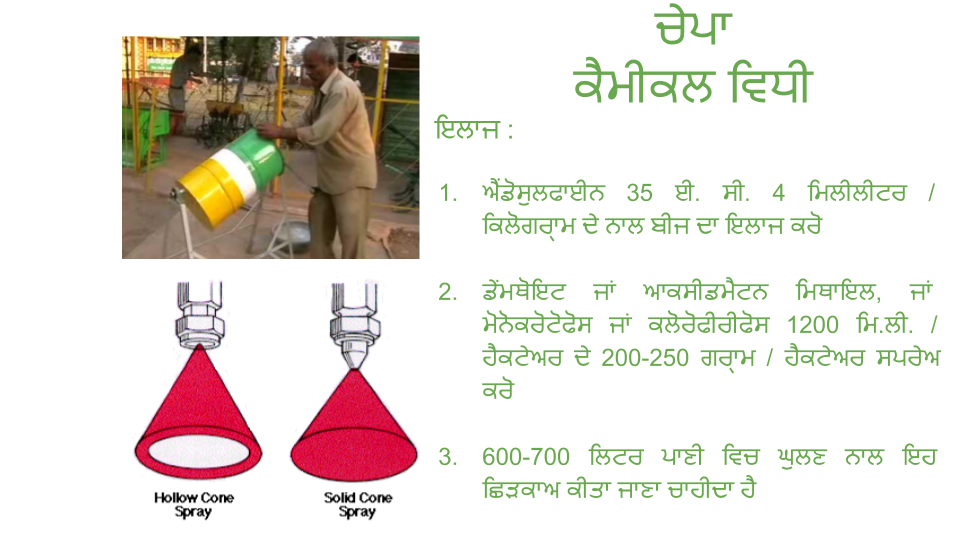 ਚੇਪਾ
ਕੈਮੀਕਲ ਵਿਧੀ
ਇਲਾਜ :
1. ਐਂਡੋਸੁਲਫਾਈਨ 35 ਈ. ਸੀ. 4 ਮਿਲੀਲੀਟਰ /
ਕਿਲੋਗਰ੍ਾਮ ਦੇ ਨਾਲ ਬੀਜ ਦਾ ਇਲਾਜ ਕਰੋ
2. ਡੇਂਮਥੋਇਟ ਜਾਂ ਆਕਸੀਡਮੈਟਨ ਮਿਥਾਇਲ, ਜਾਂ
ਮੋਨੋਕਰੋਟੋਫੋਸ ਜਾਂ ਕਲੋਰੋਫੀਰੀਫੋਸ 1200 ਮਿ.ਲੀ. /
ਹੈਕਟੇਅਰ ਦੇ 200-250 ਗਰ੍ਾਮ / ਹੈਕਟੇਅਰ ਸਪਰੇਅ
ਕਰੋ
3. 600-700 ਲਿਟਰ ਪਾਣੀ ਵਿਚ ਘੁਲਣ ਨਾਲ ਇਹ
ਛਿੜਕਾਅ ਕੀਤਾ ਜਾਣਾ ਚਾਹੀਦਾ ਹੈ
Hollow Cone
Spray
Solid Cone
Spray